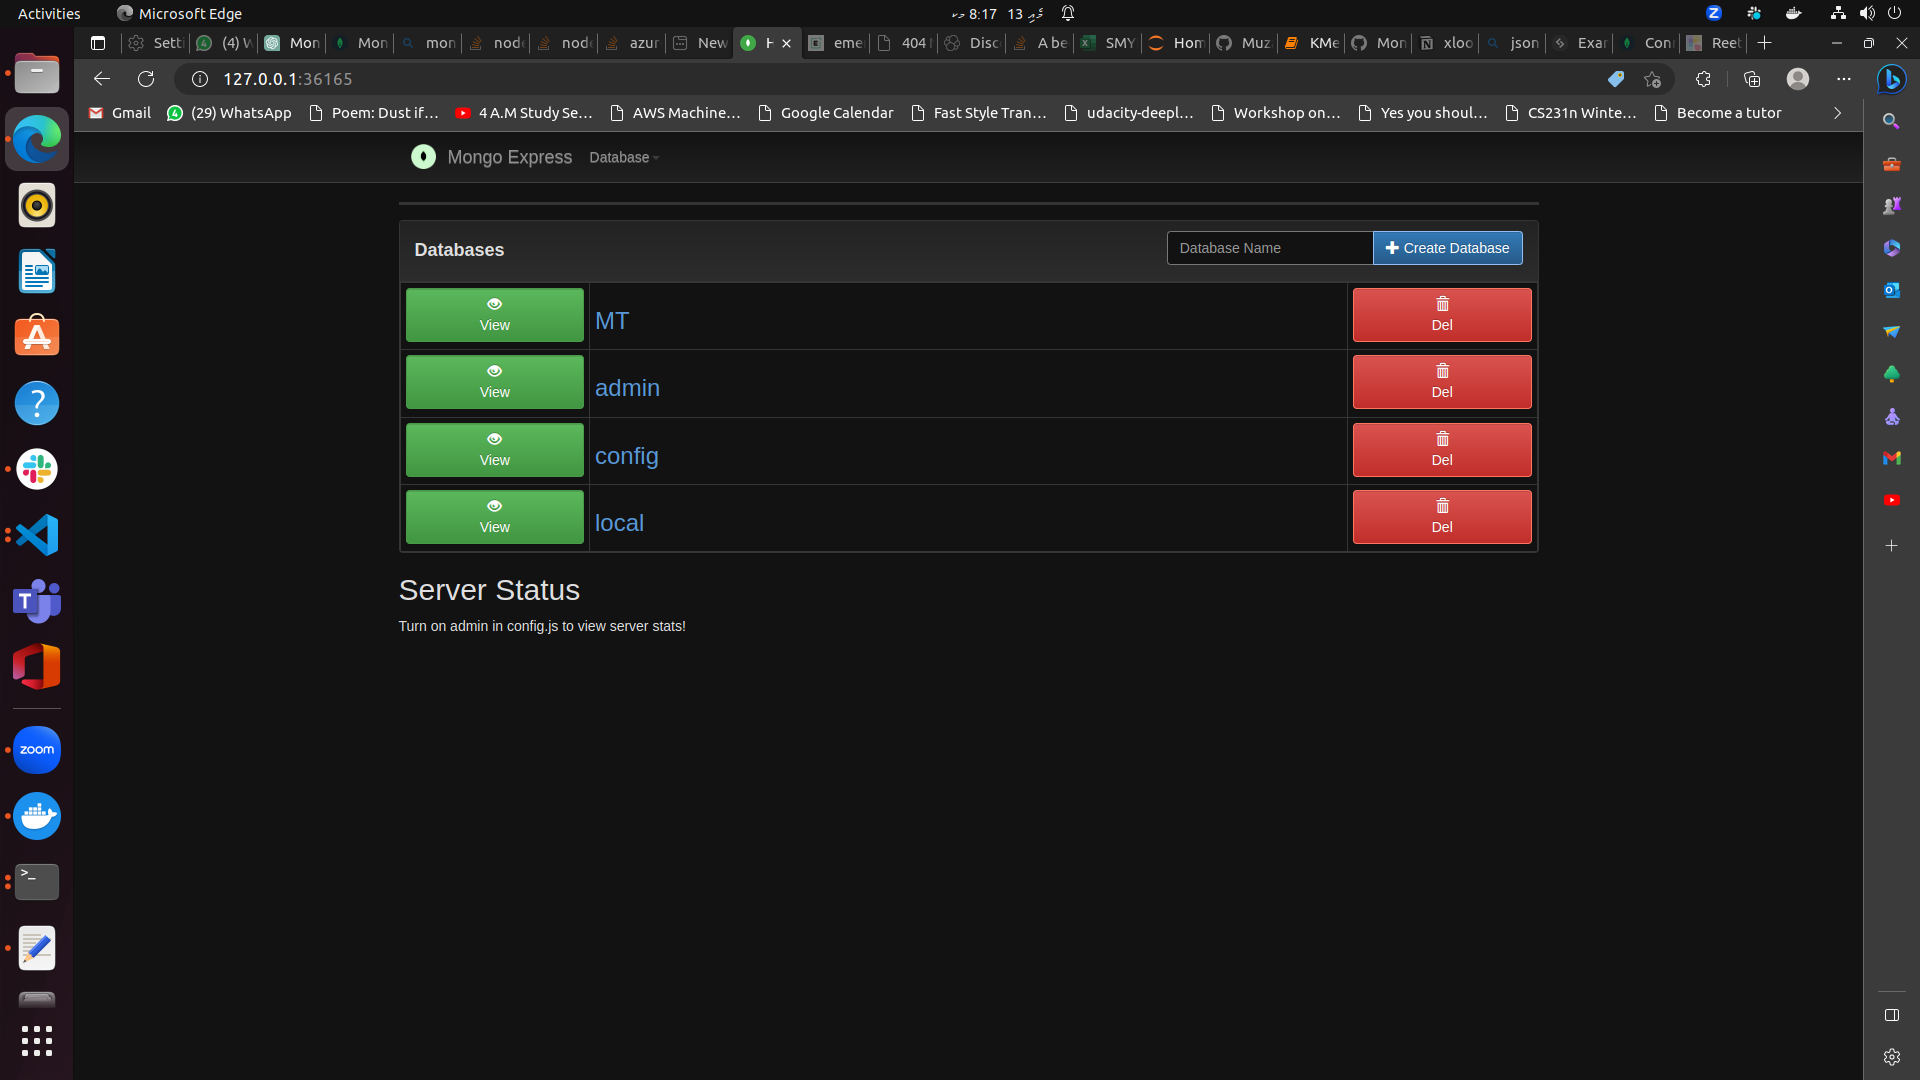 Activities
Microsoft Edge
Setti
(4) W
Mon
Mon
mon
node
node
azur
New
H
eme
404
Disc
A be
SMY
Hom
Muz
KMe
Mon
xloo
json
Exar
Con
Reet
127.0.0.1:36165
Gmail
(29) WhatsApp
Poem: Dust if...
4 A.M Study Se...
AWS Machine...
Google Calendar
Fast Style Tran...
udacity-deepl...
Workshop on...
Yes you shoul...
CS231n Winte...
Become a tutor
Mongo Express
Database
Databases
Database Name
Create Database
View
MT
Del
View
admin
Del
View
config
Del
View
local
Del
Server Status
Turn on admin in config.js to view server stats!
zoom